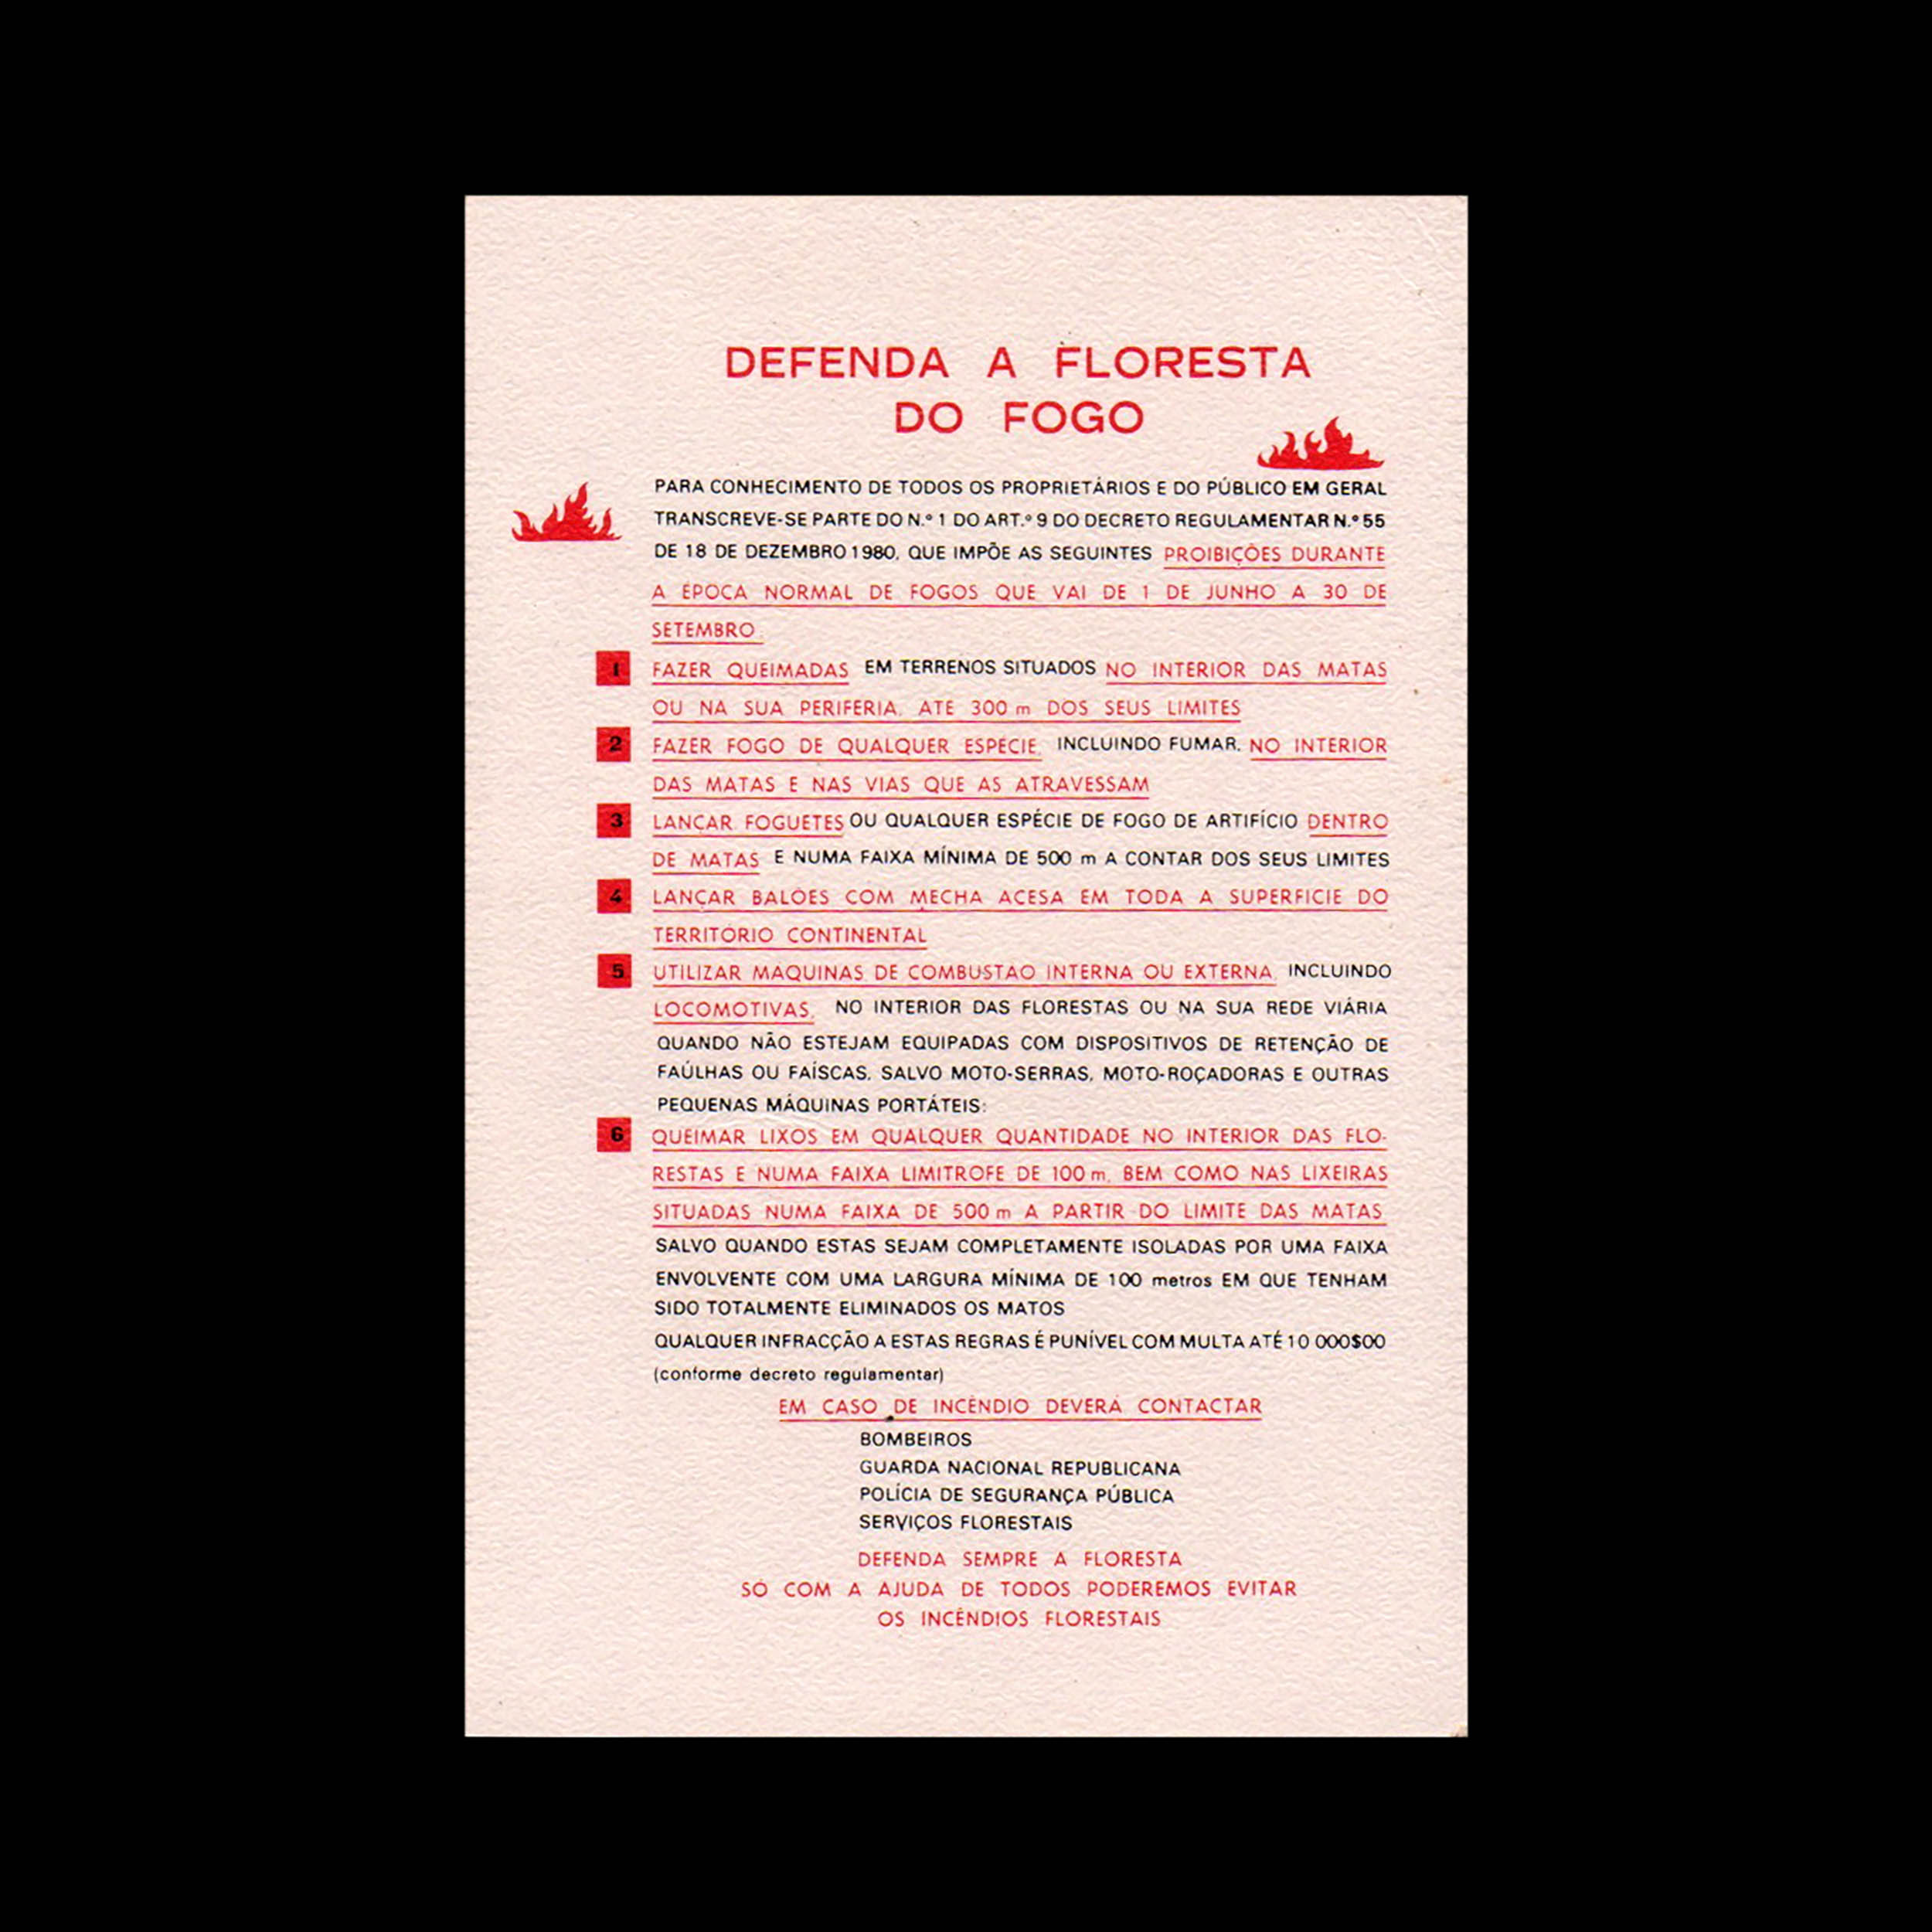 DEFENDA A FLORESTA
DO FOGO
PARA CONHECIMENTO DE TODOS OS PROPRIETÁRIOS E DO PÚBLICO EM GERAL
TRANSCREVE-SE PARTE DO N.º 1 DO ART.º 9 DO DECRETO REGULAMENTAR N.º 55
DE 18 DE DEZEMBRO 1980, QUE IMPÕE AS SEGUINTES PROIBIÇÕES DURANTE
A ÉPOCA NORMAL DE FOGOS QUE VAI DE 1 DE JUNHO A 30 DE
SETEMBRO:
1 FAZER QUEIMADAS EM TERRENOS SITUADOS NO INTERIOR DAS MATAS
OU NA SUA PERIFERIA, ATE 300 m DOS SEUS LIMITES
2 FAZER FOGO DE QUALQUER ESPÉCIE, INCLUINDO FUMAR, NO INTERIOR
DAS MATAS E NAS VIAS QUE AS ATRAVESSAM
3 LANÇAR FOGUETES OU QUALQUER ESPÉCIE DE FOGO DE ARTIFÍCIO DENTRO
DE MATAS E NUMA FAIXA MÍNIMA DE 500 m A CONTAR DOS SEUS LIMITES
4 LANÇAR BALÕES COM MECHA ACESA EM TODA A SUPERFICIE DO
TERRITÓRIO CONTINENTAL
5 UTILIZAR MAQUINAS DE COMBUSTAO INTERNA OU EXTERNA, INCLUINDO
LOCOMOTIVAS, NO INTERIOR DAS FLORESTAS OU NA SUA REDE VIÁRIA
QUANDO NÃO ESTEJAM EQUIPADAS COM DISPOSITIVOS DE RETENÇÃO DE
FAÚLHAS OU FAÍSCAS, SALVO MOTO-SERRAS, MOTO-ROÇADORAS E OUTRAS
PEQUENAS MÁQUINAS PORTÁTEIS:
6 QUEIMAR LIXOS EM QUALQUER QUANTIDADE NO INTERIOR DAS FLO-
RESTAS E NUMA FAIXA LIMITROFE DE 100 m, BEM COMO NAS LIXEIRAS
SITUADAS NUMA FAIXA DE 500 m A PARTIR DO LIMITE DAS MATAS,
SALVO QUANDO ESTAS SEJAM COMPLETAMENTE ISOLADAS POR UMA FAIXA
ENVOLVENTE COM UMA LARGURA MÍNIMA DE 100 metros EM QUE TENHAM
SIDO TOTALMENTE ELIMINADOS OS MATOS
QUALQUER INFRACÇÃO A ESTAS REGRAS É PUNÍVEL COM MULTA ATÉ 10 000$00
(conforme decreto regulamentar)
EM CASO DE INCÊNDIO DEVERÁ CONTACTAR
BOMBEIROS
GUARDA NACIONAL REPUBLICANA
POLÍCIA DE SEGURANÇA PÚBLICA
SERVIÇOS FLORESTAIS
DEFENDA SEMPRE A FLORESTA
SÓ COM A AJUDA DE TODOS PODEREMOS EVITAR
OS INCÊNDIOS FLORESTAIS